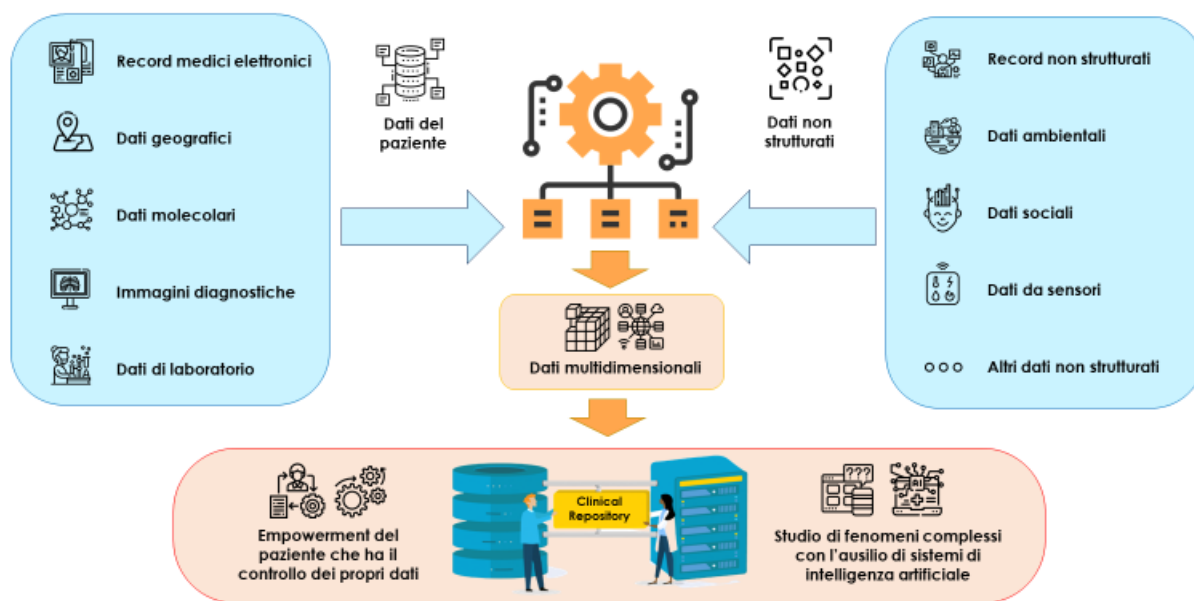 Record medici elettronici
Dati geografici
Dati molecolari
Immagini diagnostiche
Dati di laboratorio
Dati del
paziente
Dati non
strutturati
Record non strutturati
Dati ambientali
Dati sociali
Dati da sensori
Altri dati non strutturati
Dati multidimensionali
Empowerment del
paziente che ha il
controllo dei propri dati
Clinical
Repository
???
AI
Studio di fenomeni complessi
con l'ausilio di sistemi di
intelligenza artificiale